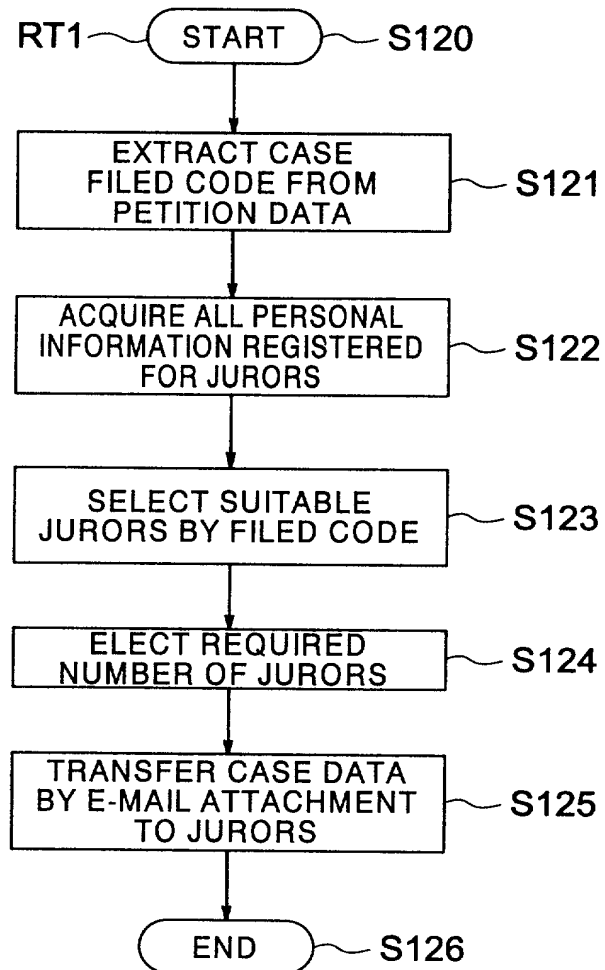 RT1 START S120
EXTRACT CASE
FILED CODE FROM
PETITION DATA
S121
ACQUIRE ALL PERSONAL
INFORMATION REGISTERED
FOR JURORS
S122
SELECT SUITABLE
JURORS BY FILED CODE
S123
ELECT REQUIRED
NUMBER OF JURORS
S124
TRANSFER CASE DATA
BY E-MAIL ATTACHMENT
TO JURORS
S125
END S126